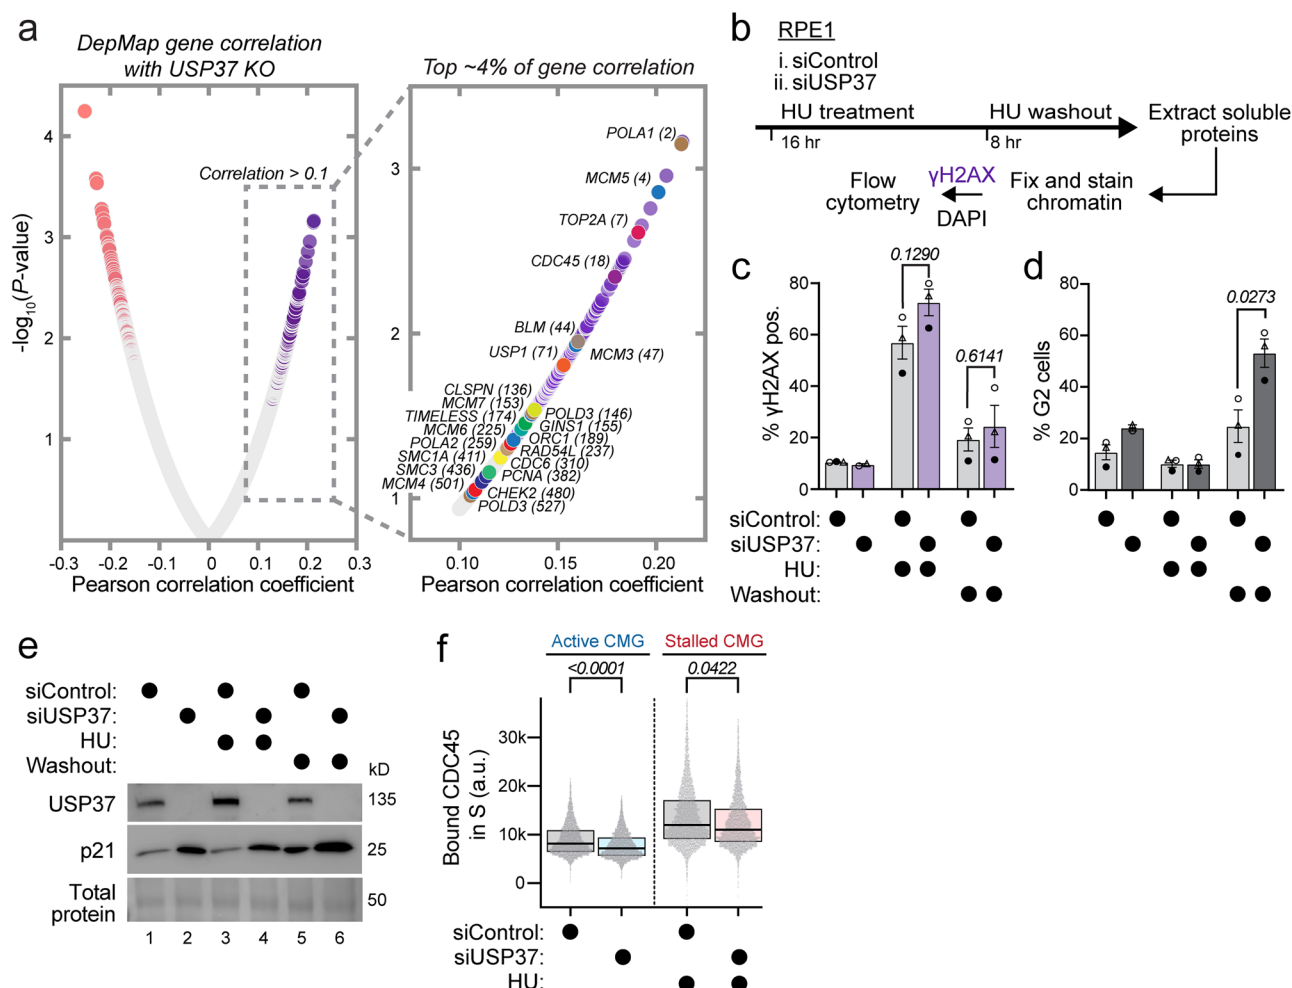 a
DepMap gene correlation
with USP37 KO
Correlation > 0.1
-log10(P-value)
4
3
2
1
-0.3 -0.2 -0.1 0 0.1 0.2 0.3
Pearson correlation coefficient
Top ~4% of gene correlation
POLA1 (2)
MCM5 (4)
TOP2A (7)
CDC45 (18)
BLM (44)
MCM3 (47)
USP1 (71)
CLSPN (136)
POLD3 (146)
MCM7 (153)
GINS1 (155)
TIMELESS (174)
ORC1 (189)
MCM6 (225)
RAD54L (237)
POLA2 (259)
CDC6 (310)
SMC1A (411)
PCNA (382)
SMC3 (436)
CHEK2 (480)
MCM4 (501)
POLD3 (527)
3
2
1
0.10 0.15 0.20
Pearson correlation coefficient
b
RPE1
i. siControl
ii. siUSP37
HU treatment
HU washout
16 hr
8 hr
Extract soluble
proteins
Fix and stain
chromatin
γH2AX
DAPI
Flow
cytometry
c
% γH2AX pos.
80
60
40
20
0
0.1290
0.6141
siControl:
siUSP37:
HU:
Washout:
d
% G2 cells
80
60
40
20
0
0.0273
e
siControl:
siUSP37:
HU:
Washout:
kD
USP37 135
p21 25
Total
protein
50
1 2 3 4 5 6
f
Active CMG Stalled CMG
<0.0001 0.0422
Bound CDC45
in S (a.u.)
30k
20k
10k
0
siControl:
siUSP37:
HU: